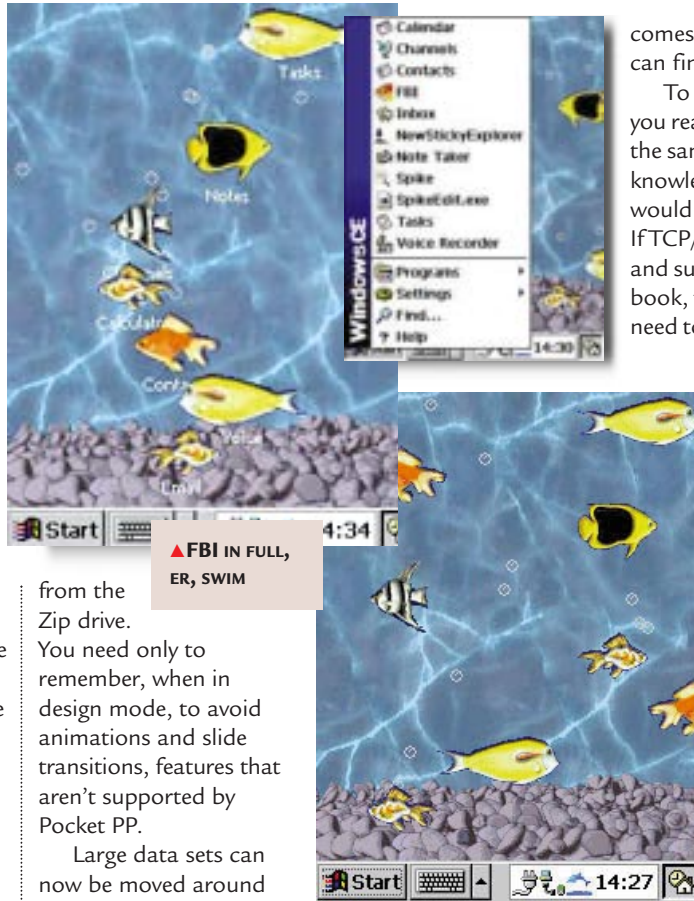 Tasks
Notes
Calculator
Email
Start
4:34
Calendar
Channels
Contacts
FBI
Inbox
NewStickyExplorer
Note Taker
Spike
SpikeEdit.exe
Tasks
Voice Recorder
Programs
Settings
Find...
Help
Windows CE
14:30
comes
can fin
To
you rea
the sam
knowle
would
If TCP/
and su
book,
need to
▲FBI IN FULL,
ER, SWIM
from the
Zip drive.
You need only to
remember, when in
design mode, to avoid
animations and slide
transitions, features that
aren't supported by
Pocket PP.
Large data sets can
now be moved around
Start
14:27